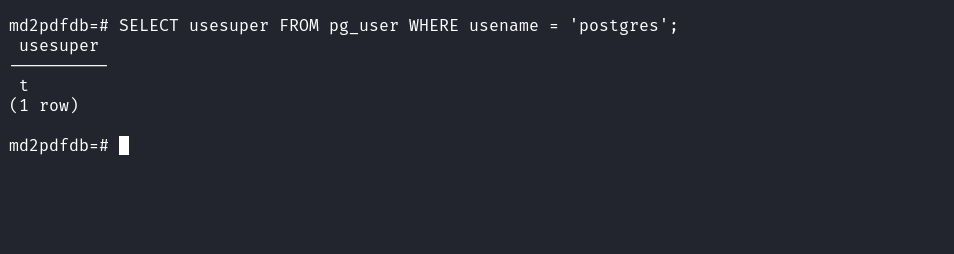 md2pdfdb=# SELECT usesuper FROM pg_user WHERE usename = 'postgres';
 usesuper
----------
 t
(1 row)

md2pdfdb=#